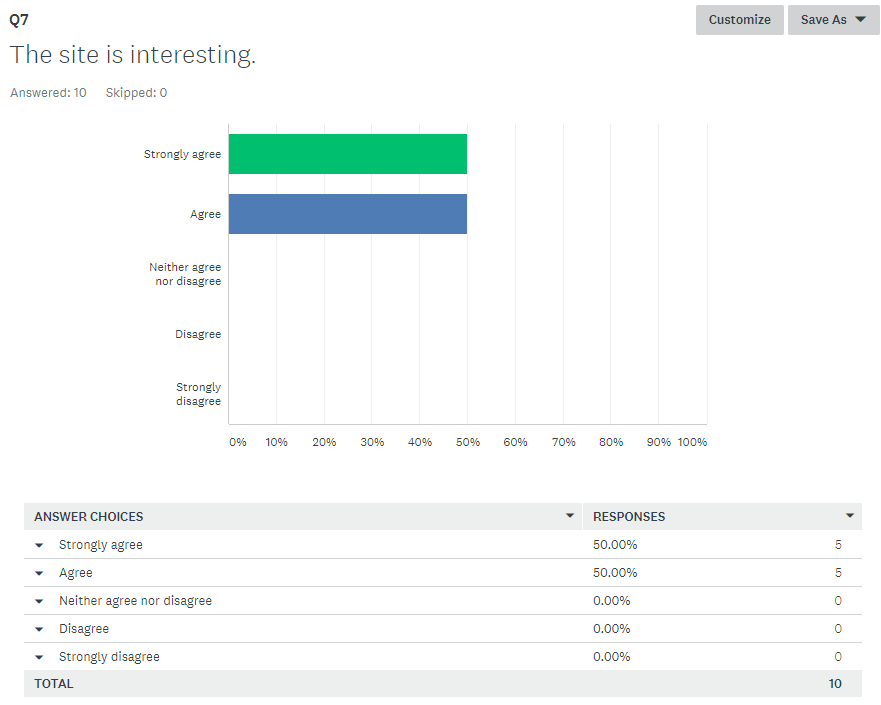 Q7
Customize
Save As
The site is interesting.
Answered: 10 Skipped: 0
Strongly agree
Agree
Neither agree
nor disagree
Disagree
Strongly
disagree
0% 10% 20% 30% 40% 50% 60% 70% 80% 90% 100%
ANSWER CHOICES RESPONSES
Strongly agree 50.00% 5
Agree 50.00% 5
Neither agree nor disagree 0.00% 0
Disagree 0.00% 0
Strongly disagree 0.00% 0
TOTAL 10